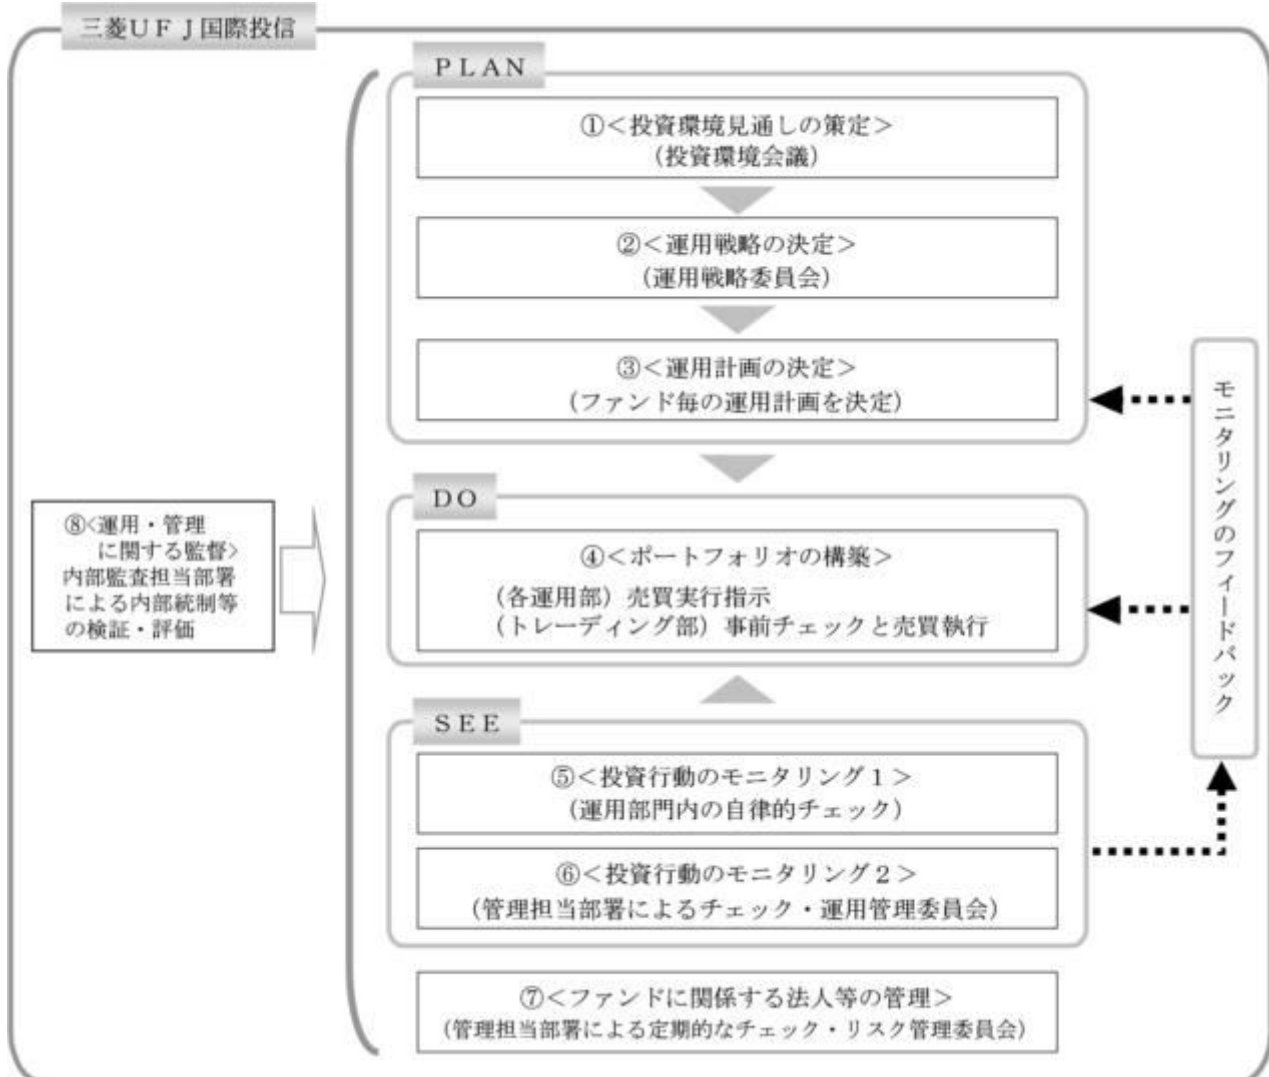 三菱ＵＦＪ国際投信
ＰＬＡＮ
①＜投資環境見通しの策定＞
（投資環境会議）
②＜運用戦略の決定＞
（運用戦略委員会）
③＜運用計画の決定＞
（ファンド毎の運用計画を決定）
ＤＯ
④＜ポートフォリオの構築＞
（各運用部）売買実行指示
（トレーディング部）事前チェックと売買執行
ＳＥＥ
⑤＜投資行動のモニタリング１＞
（運用部門内の自律的チェック）
⑥＜投資行動のモニタリング２＞
（管理担当部署によるチェック・運用管理委員会）
⑦＜ファンドに関係する法人等の管理＞
（管理担当部署による定期的なチェック・リスク管理委員会）
⑧<運用・管理
に関する監督>
内部監査担当部署
による内部統制等
の検証・評価
モニタリングのフィードバック